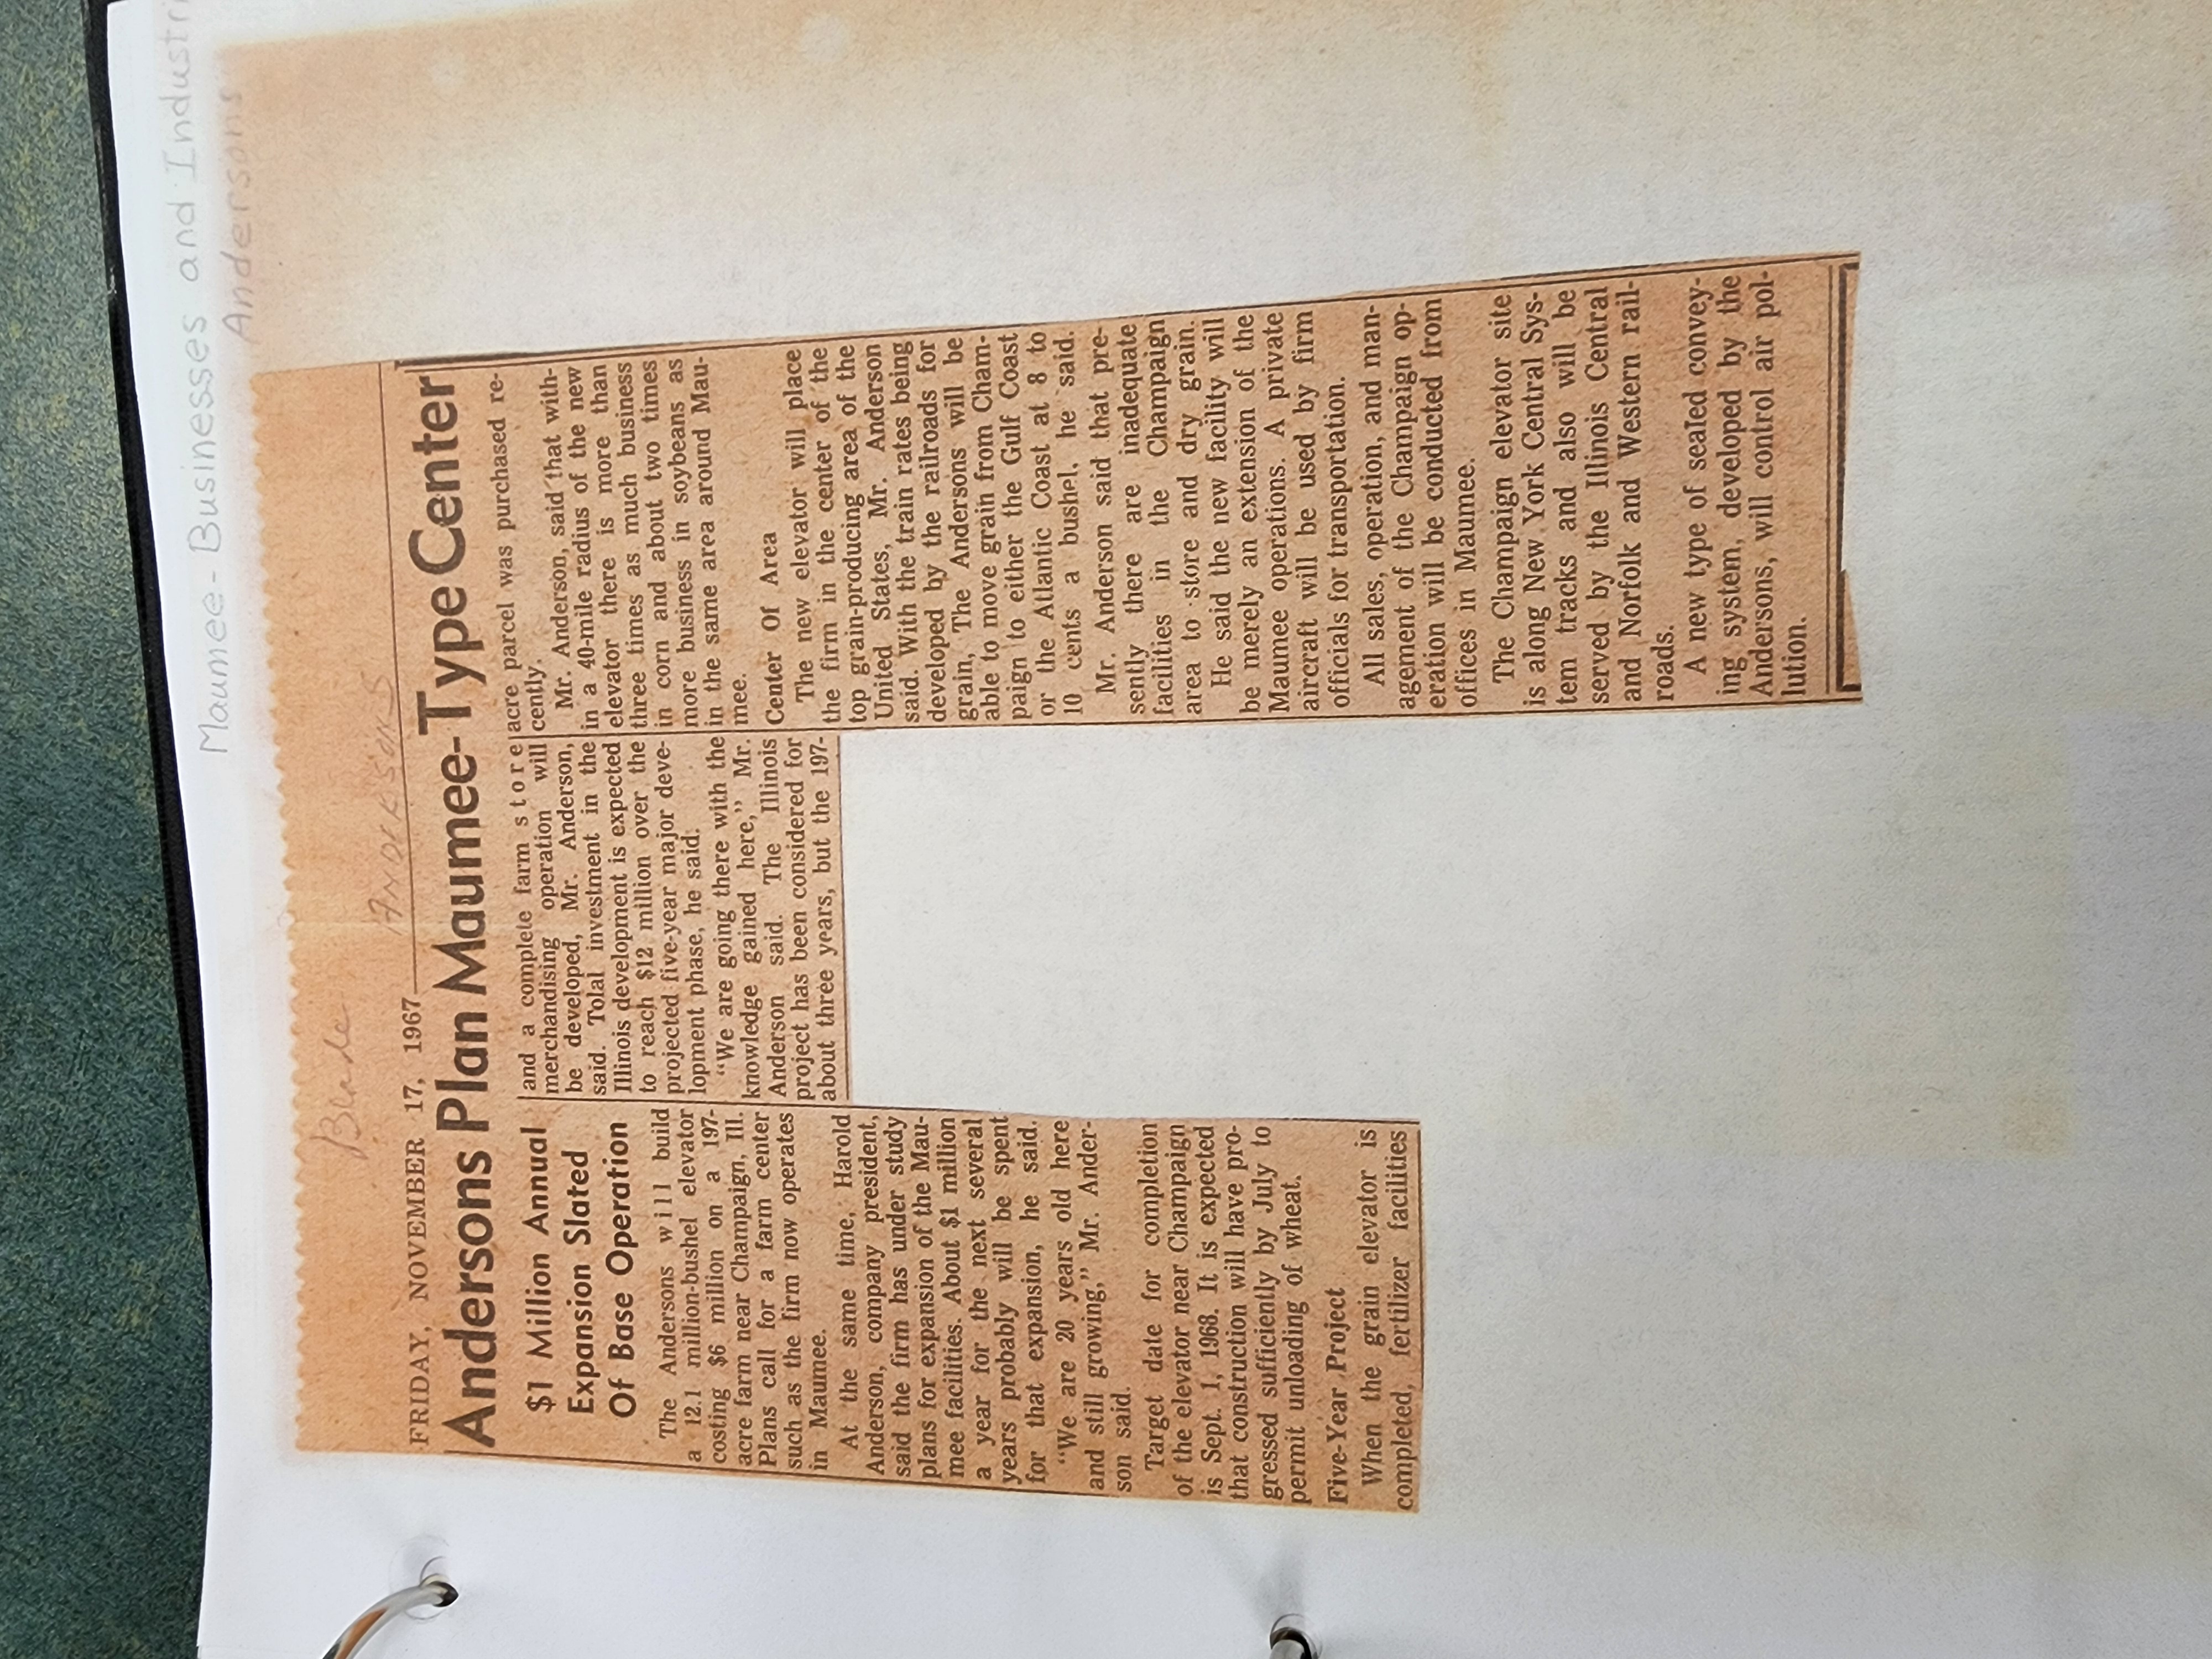 Maumee-Businesses and Industri
Andersons
Blade
ANDERSONS
FRIDAY, NOVEMBER 17, 1967
Andersons Plan Maumee-Type Center
$1 Million Annual
Expansion Slated
Of Base Operation
The Andersons will build
a 12.1 million-bushel elevator
costing $6 million on a 197-
acre farm near Champaign, Ill.
Plans call for a farm center
such as the firm now operates
in Maumee.
At the same time, Harold
Anderson, company president,
said the firm has under study
plans for expansion of the Mau-
mee facilities. About $1 million
a year for the next several
years probably will be spent
for that expansion, he said.
"We are 20 years old here
and still growing," Mr. Ander-
son said.
Target date for completion
of the elevator near Champaign
is Sept. 1, 1968. It is expected
that construction will have pro-
gressed sufficiently by July to
permit unloading of wheat.
Five-Year Project
When the grain elevator is
completed, fertilizer facilities
and a complete farm store
merchandising operation will
be developed, Mr. Anderson,
said. Total investment in the
Illinois development is expected
to reach $12 million over the
projected five-year major deve-
lopment phase, he said.
"We are going there with the
knowledge gained here," Mr.
Anderson said. The Illinois
project has been considered for
about three years, but the 197-
acre parcel was purchased re-
cently.
Mr. Anderson, said that with-
in a 40-mile radius of the new
elevator there is more than
three times as much business
in corn and about two times
more business in soybeans as
in the same area around Mau-
mee.
Center Of Area
The new elevator will place
the firm in the center of the
top grain-producing area of the
United States, Mr. Anderson
said. With the train rates being
developed by the railroads for
grain, The Andersons will be
able to move grain from Cham-
paign to either the Gulf Coast
or the Atlantic Coast at 8 to
10 cents a bushel, he said.
Mr. Anderson said that pre-
sently there are inadequate
facilities in the Champaign
area to store and dry grain.
He said the new facility will
be merely an extension of the
Maumee operations. A private
aircraft will be used by firm
officials for transportation.
All sales, operation, and man-
agement of the Champaign op-
eration will be conducted from
offices in Maumee.
The Champaign elevator site
is along New York Central Sys-
tem tracks and also will be
served by the Illinois Central
and Norfolk and Western rail-
roads.
A new type of sealed convey-
ing system, developed by the
Andersons, will control air pol-
lution.